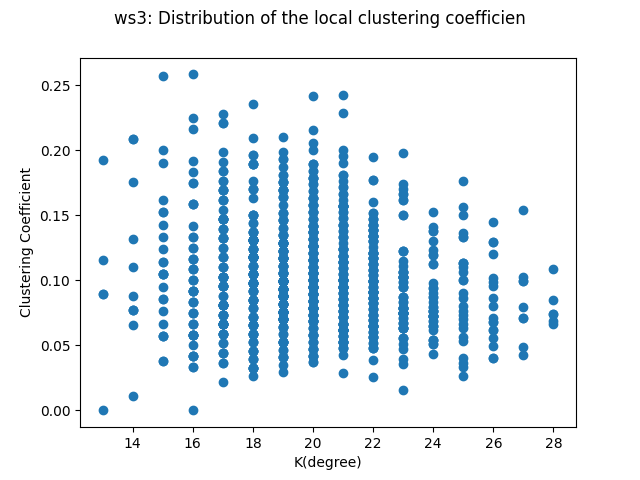 ws3: Distribution of the local clustering coefficien
0.25
0.20
0.15
0.10
0.05
0.00
Clustering Coefficient
14 16 18 20 22 24 26 28
K(degree)